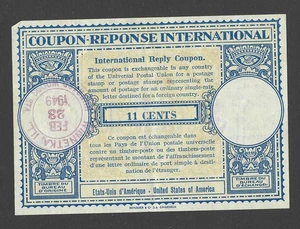 COUPON-REPONSE INTERNATIONAL
International Reply Coupon.
This coupon is exchangeable in any country
of the Universal Postal Union for a postage
stamp or postage stamps representing the
amount of postage for an ordinary single-rate
letter destined for a foreign country.
11 CENTS
Ce coupon est échangeable dans tous
les Pays de l'Union postale universelle
contre un timbre-poste ou des timbres-poste
représentant le montant de l'affranchissement
d'une lettre ordinaire de port simple à
destination de l'étranger.
WINNETKA, ILL.
FEB
28
1949
TIMBRE DU
BUREAU
D'ORIGINE
TIMBRE DU
BUREAU
D'ÉCHANGE
Etats-Unis d'Amérique - United States of America